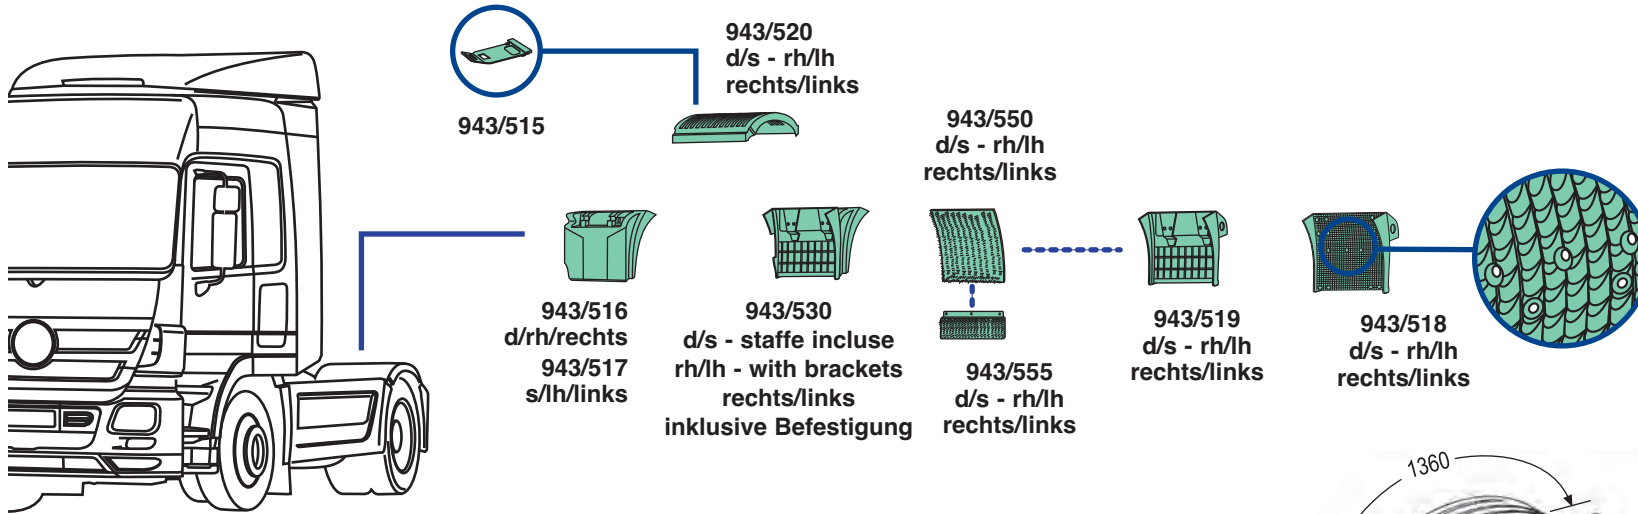 943/520
d/s - rh/lh
rechts/links
943/515
943/550
d/s - rh/lh
rechts/links
943/516
d/rh/rechts
943/517
s/lh/links
943/530
d/s - staffe incluse
rh/lh - with brackets
rechts/links
inklusive Befestigung
943/555
d/s - rh/lh
rechts/links
943/519
d/s - rh/lh
rechts/links
943/518
d/s - rh/lh
rechts/links
1360